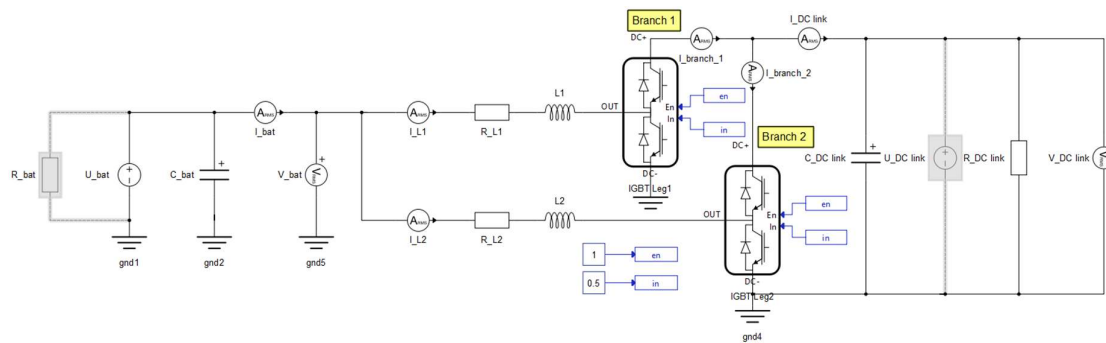 Branch 1
I_DC link
DC+
I_branch_1
I_branch_2
en
in
En
In
OUT
L1
R_L1
I_L1
I_bat
DC-
IGBT Leg1
Branch 2
DC+
R_bat
U_bat
C_bat
V_bat
C_DC link
U_DC link
R_DC link
V_DC link
L2
R_L2
I_L2
OUT
En
In
en
in
1
en
0.5
in
DC-
IGBT Leg2
gnd1
gnd2
gnd5
gnd4